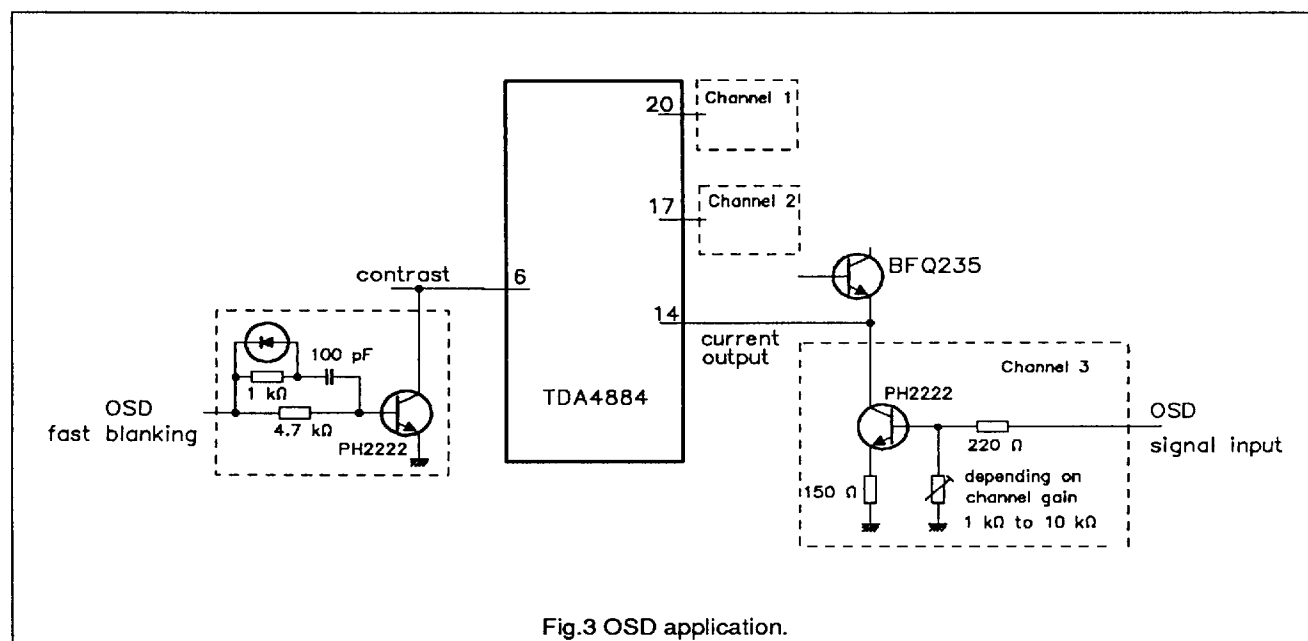 20
Channel 1
17
Channel 2
BFQ235
contrast
6
14
current
output
TDA4884
100 pF
1 kΩ
4.7 kΩ
PH2222
OSD
fast blanking
Channel 3
PH2222
OSD
signal input
220 Ω
150 Ω
depending on
channel gain
1 kΩ to 10 kΩ
Fig.3 OSD application.